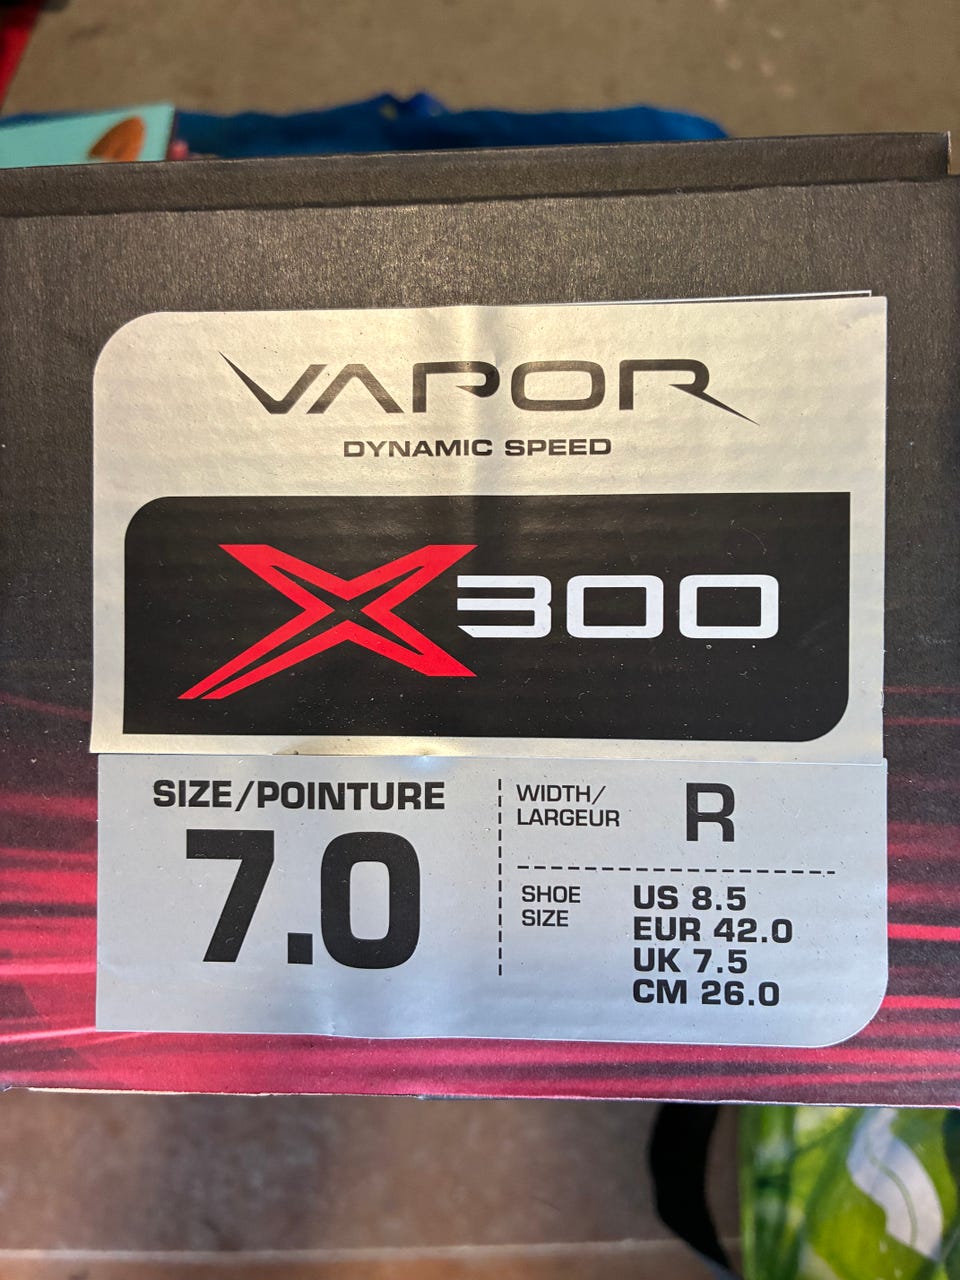 VAPOR
DYNAMIC SPEED
X300
SIZE/POINTURE
7.0
WIDTH/
LARGEUR
R
SHOE
SIZE
US 8.5
EUR 42.0
UK 7.5
CM 26.0